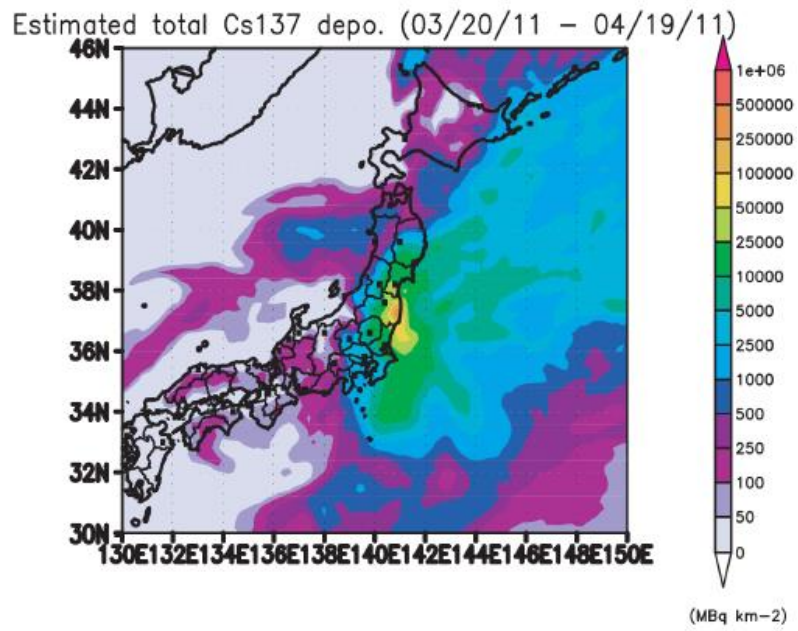 Estimated total Cs137 depo. (03/20/11 – 04/19/11)
46N
44N
42N
40N
38N
36N
34N
32N
30N
130E132E134E136E138E140E142E144E146E148E150E
1e+06
500000
250000
100000
50000
25000
10000
5000
2500
1000
500
250
100
50
0
(MBq km–2)